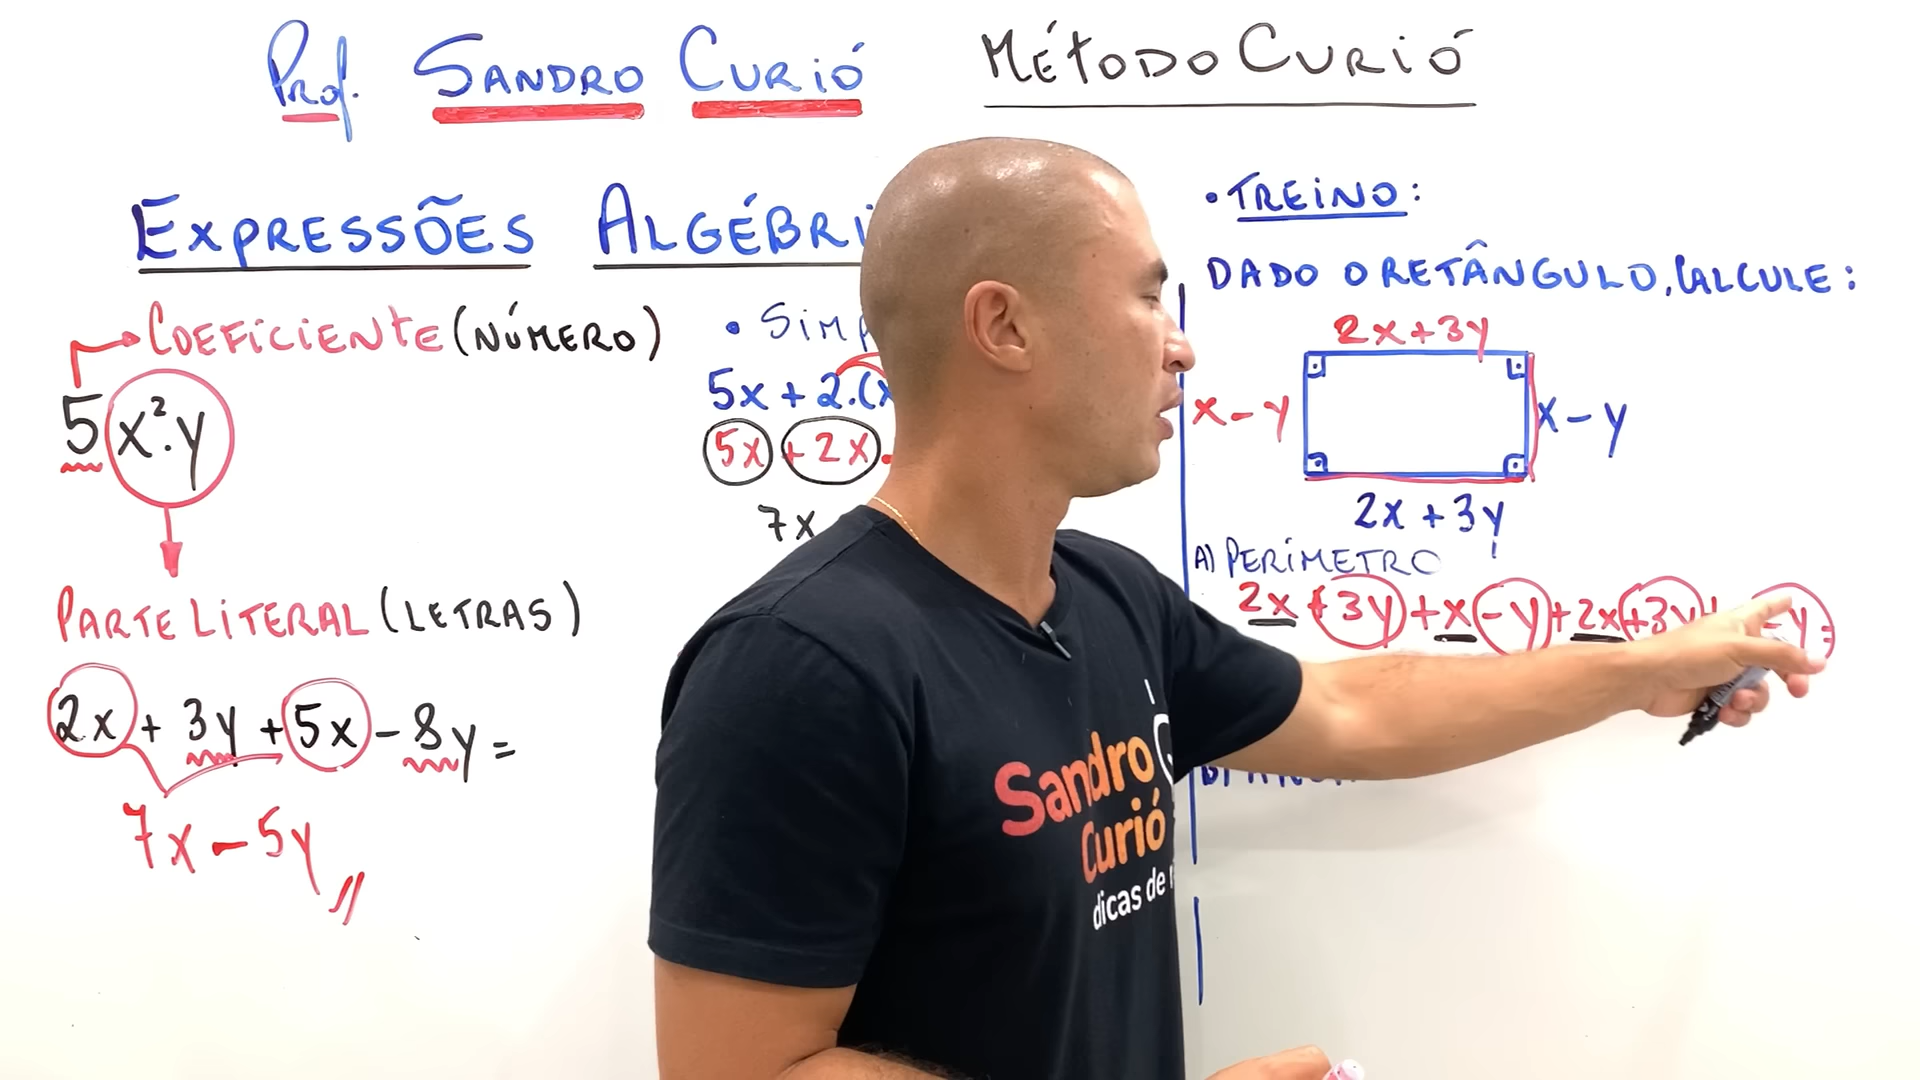 Prof. SANDRO CURIÓ
MÉTODO CURIÓ
EXPRESSÕES
COEFICIENTE (NÚMERO)
5x².y
PARTE LITERAL (LETRAS)
2x + 3y + 5x - 8y =
7x - 5y //
5x + 2.(x
5x + 2x
7x
• TREINO:
DADO O RETÂNGULO, CALCULE:
2x + 3y
x - y
x - y
2x + 3y
A) PERÍMETRO
2x + 3y + x - y + 2x + 3y - y =
Sandro
Curió
dicas de